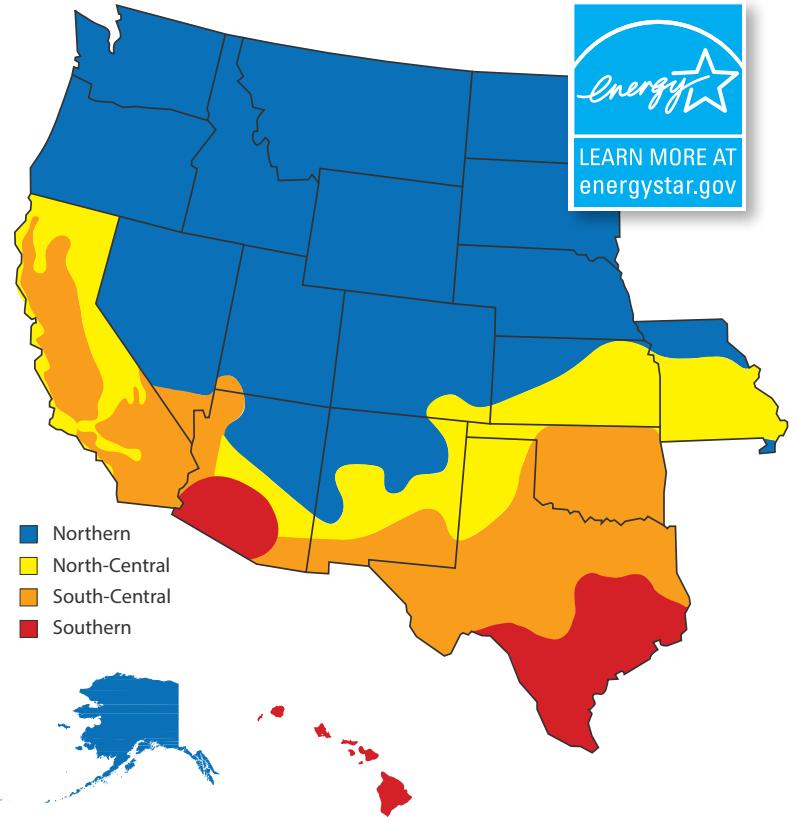 energy
LEARN MORE AT
energystar.gov
Northern
North-Central
South-Central
Southern